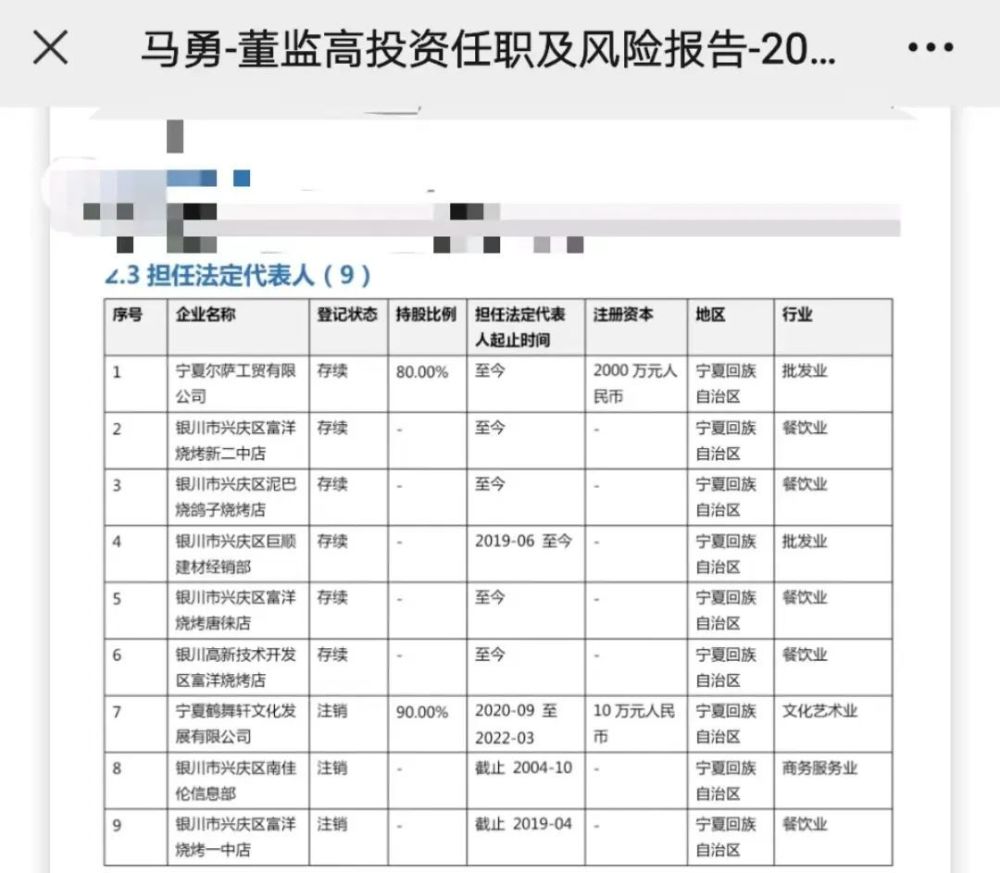 马勇-董监高投资任职及风险报告-20...
2.3 担任法定代表人（9）
序号 企业名称 登记状态 持股比例 担任法定代表 注册资本 地区 行业
人起止时间
1 宁夏尔萨工贸有限 存续 80.00% 至今 2000 万元人 宁夏回族 批发业
公司 民币 自治区
2 银川市兴庆区富洋 存续 - 至今 - 宁夏回族 餐饮业
烧烤新二中店 自治区
3 银川市兴庆区泥巴 存续 - 至今 - 宁夏回族 餐饮业
烧鸽子烧烤店 自治区
4 银川市兴庆区巨顺 存续 - 2019-06 至今 - 宁夏回族 批发业
建材经销部 自治区
5 银川市兴庆区富洋 存续 - 至今 - 宁夏回族 餐饮业
烧烤唐徕店 自治区
6 银川高新技术开发 存续 - 至今 - 宁夏回族 餐饮业
区富洋烧烤店 自治区
7 宁夏鹤舞轩文化发 注销 90.00% 2020-09 至 10 万元人民 宁夏回族 文化艺术业
展有限公司 2022-03 币 自治区
8 银川市兴庆区南佳 注销 - 截止 2004-10 - 宁夏回族 商务服务业
伦信息部 自治区
9 银川市兴庆区富洋 注销 - 截止 2019-04 - 宁夏回族 餐饮业
烧烤一中店 自治区